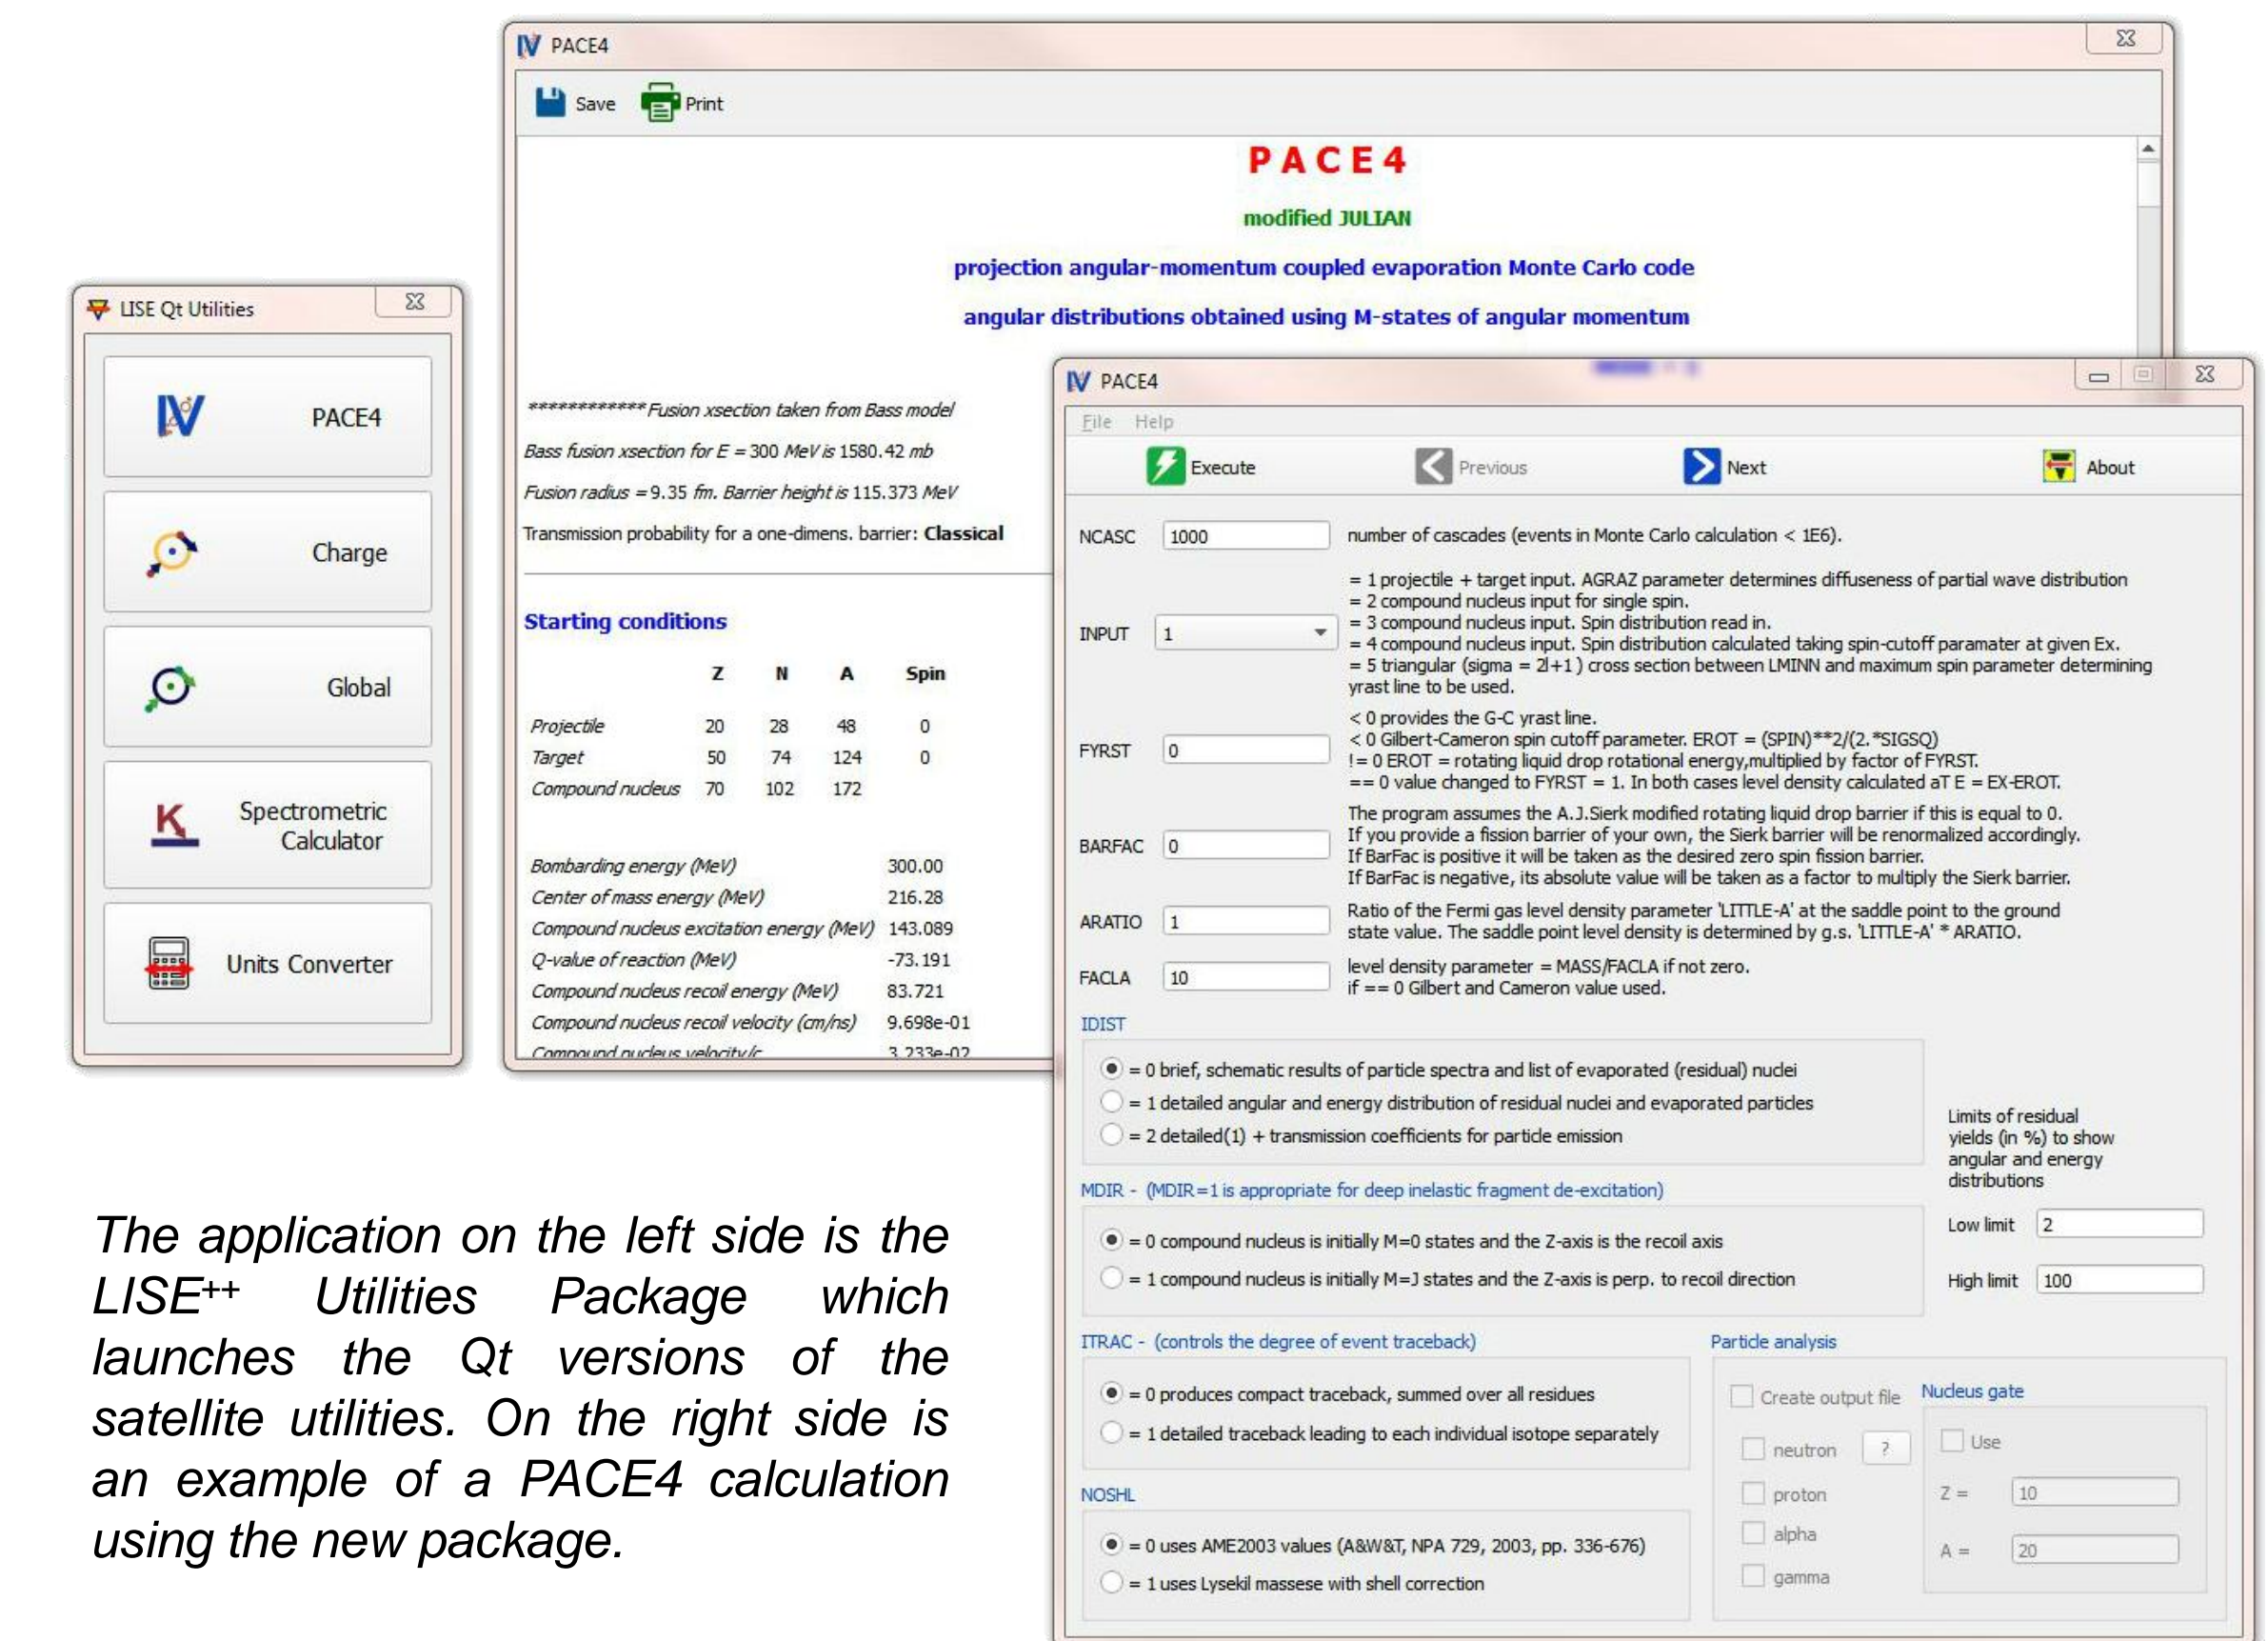 LISE Qt Utilities
PACE4
Charge
Global
Spectrometric
Calculator
Units Converter
PACE4
Save Print
P A C E 4
modified JULIAN
projection angular-momentum coupled evaporation Monte Carlo code
angular distributions obtained using M-states of angular momentum
************ Fusion xsection taken from Bass model
Bass fusion xsection for E = 300 MeV is 1580.42 mb
Fusion radius = 9.35 fm. Barrier height is 115.373 MeV
Transmission probability for a one-dimens. barrier: Classical
Starting conditions
Z N A Spin
Projectile 20 28 48 0
Target 50 74 124 0
Compound nucleus 70 102 172
Bombarding energy (MeV) 300.00
Center of mass energy (MeV) 216.28
Compound nucleus excitation energy (MeV) 143.089
Q-value of reaction (MeV) -73.191
Compound nucleus recoil energy (MeV) 83.721
Compound nucleus recoil velocity (cm/ns) 9.698e-01
Compound nucleus velocity/c 3.233e-02
PACE4
File Help
Execute Previous Next About
NCASC 1000 number of cascades (events in Monte Carlo calculation < 1E6).
= 1 projectile + target input. AGRAZ parameter determines diffuseness of partial wave distribution
= 2 compound nucleus input for single spin.
INPUT 1 = 3 compound nucleus input. Spin distribution read in.
= 4 compound nucleus input. Spin distribution calculated taking spin-cutoff paramater at given Ex.
= 5 triangular (sigma = 2l+1) cross section between LMINN and maximum spin parameter determining
yrast line to be used.
< 0 provides the G-C yrast line.
< 0 Gilbert-Cameron spin cutoff parameter. EROT = (SPIN)**2/(2.*SIGSQ)
FYRST 0 != 0 EROT = rotating liquid drop rotational energy,multiplied by factor of FYRST.
== 0 value changed to FYRST = 1. In both cases level density calculated aT E = EX-EROT.
The program assumes the A.J.Sierk modified rotating liquid drop barrier if this is equal to 0.
If you provide a fission barrier of your own, the Sierk barrier will be renormalized accordingly.
BARFAC 0 If BarFac is positive it will be taken as the desired zero spin fission barrier.
If BarFac is negative, its absolute value will be taken as a factor to multiply the Sierk barrier.
ARATIO 1 Ratio of the Fermi gas level density parameter 'LITTLE-A' at the saddle point to the ground
state value. The saddle point level density is determined by g.s. 'LITTLE-A' * ARATIO.
FACLA 10 level density parameter = MASS/FACLA if not zero.
if == 0 Gilbert and Cameron value used.
IDIST
= 0 brief, schematic results of particle spectra and list of evaporated (residual) nuclei
= 1 detailed angular and energy distribution of residual nuclei and evaporated particles
= 2 detailed(1) + transmission coefficients for particle emission
Limits of residual
yields (in %) to show
angular and energy
distributions
Low limit 2
High limit 100
MDIR - (MDIR=1 is appropriate for deep inelastic fragment de-excitation)
= 0 compound nucleus is initially M=0 states and the Z-axis is the recoil axis
= 1 compound nucleus is initially M=J states and the Z-axis is perp. to recoil direction
ITRAC - (controls the degree of event traceback)
= 0 produces compact traceback, summed over all residues
= 1 detailed traceback leading to each individual isotope separately
NOSHL
= 0 uses AME2003 values (A&W&T, NPA 729, 2003, pp. 336-676)
= 1 uses Lysekil massese with shell correction
Particle analysis
Create output file
neutron ?
proton
alpha
gamma
Nucleus gate
Use
Z = 10
A = 20
The application on the left side is the
LISE++ Utilities Package which
launches the Qt versions of the
satellite utilities. On the right side is
an example of a PACE4 calculation
using the new package.